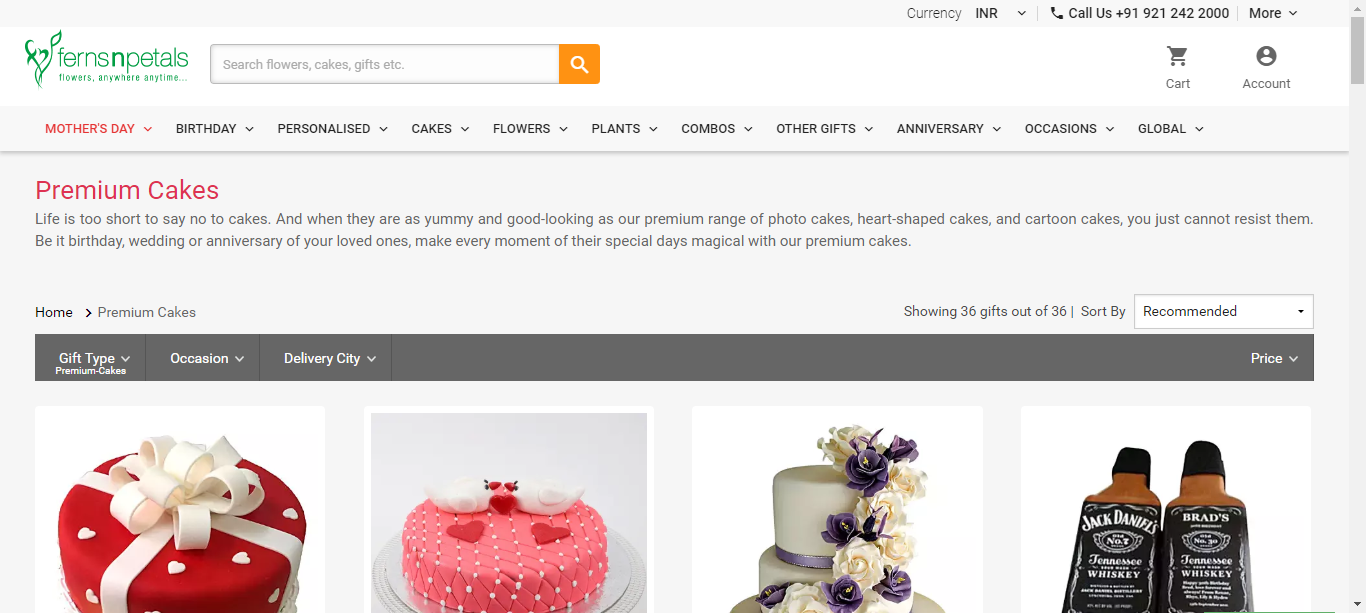 Currency INR Call Us +91 921 242 2000 More
fernsnpetals
flowers, anywhere anytime...
Search flowers, cakes, gifts etc.
Cart Account
MOTHER'S DAY BIRTHDAY PERSONALISED CAKES FLOWERS PLANTS COMBOS OTHER GIFTS ANNIVERSARY OCCASIONS GLOBAL
Premium Cakes
Life is too short to say no to cakes. And when they are as yummy and good-looking as our premium range of photo cakes, heart-shaped cakes, and cartoon cakes, you just cannot resist them.
Be it birthday, wedding or anniversary of your loved ones, make every moment of their special days magical with our premium cakes.
Home Premium Cakes Showing 36 gifts out of 36 | Sort By Recommended
Gift Type Occasion Delivery City Price
Premium-Cakes
JACK DANIEL'S
Old
No.7
Tennessee
SOUR MASH
WHISKEY
BRAD'S
Old
No.30
Tennessee
SOUR MASH
WHISKEY